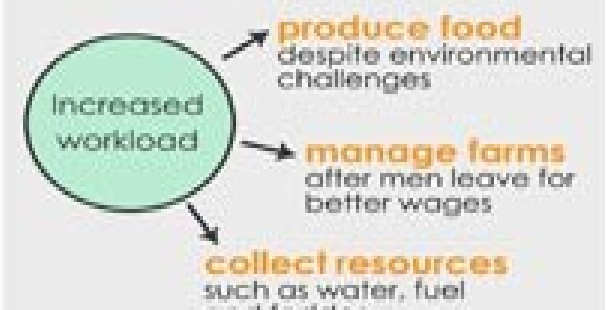 Increased
workload
produce food
despite environmental
challenges
manage farms
after men leave for
better wages
collect resources
such as water, fuel